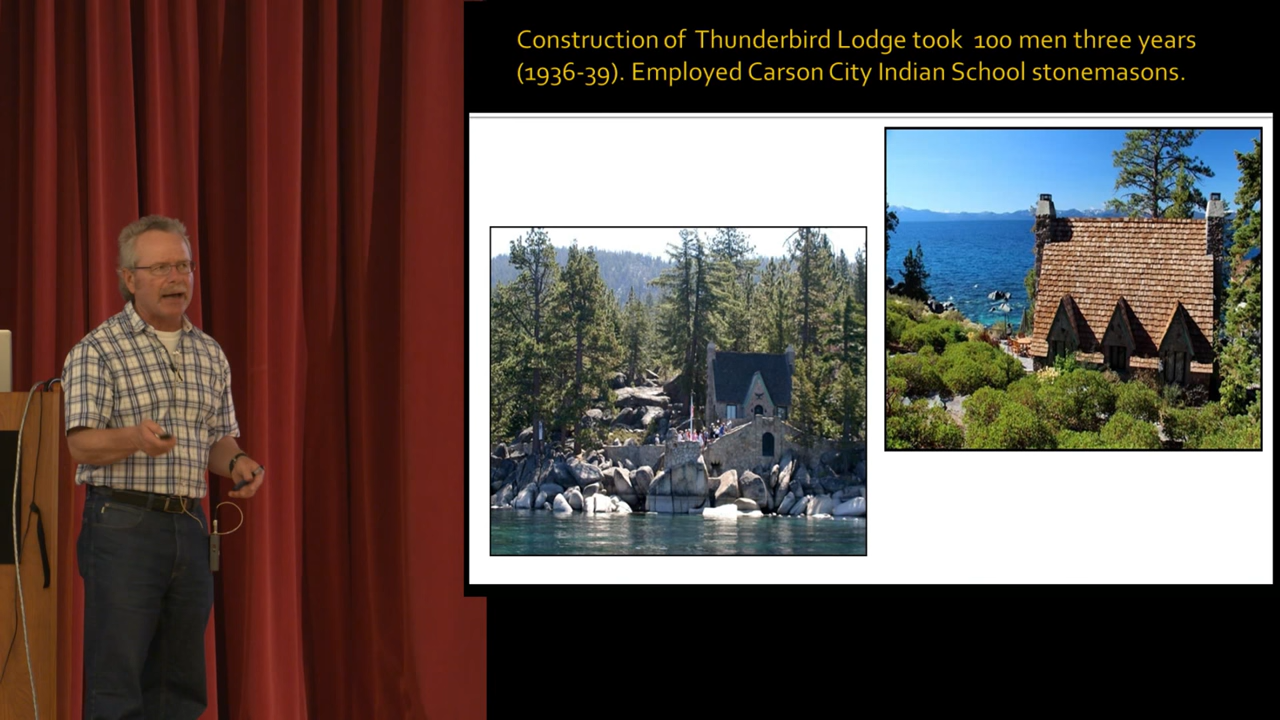 Construction of Thunderbird Lodge took 100 men three years
(1936-39). Employed Carson City Indian School stonemasons.